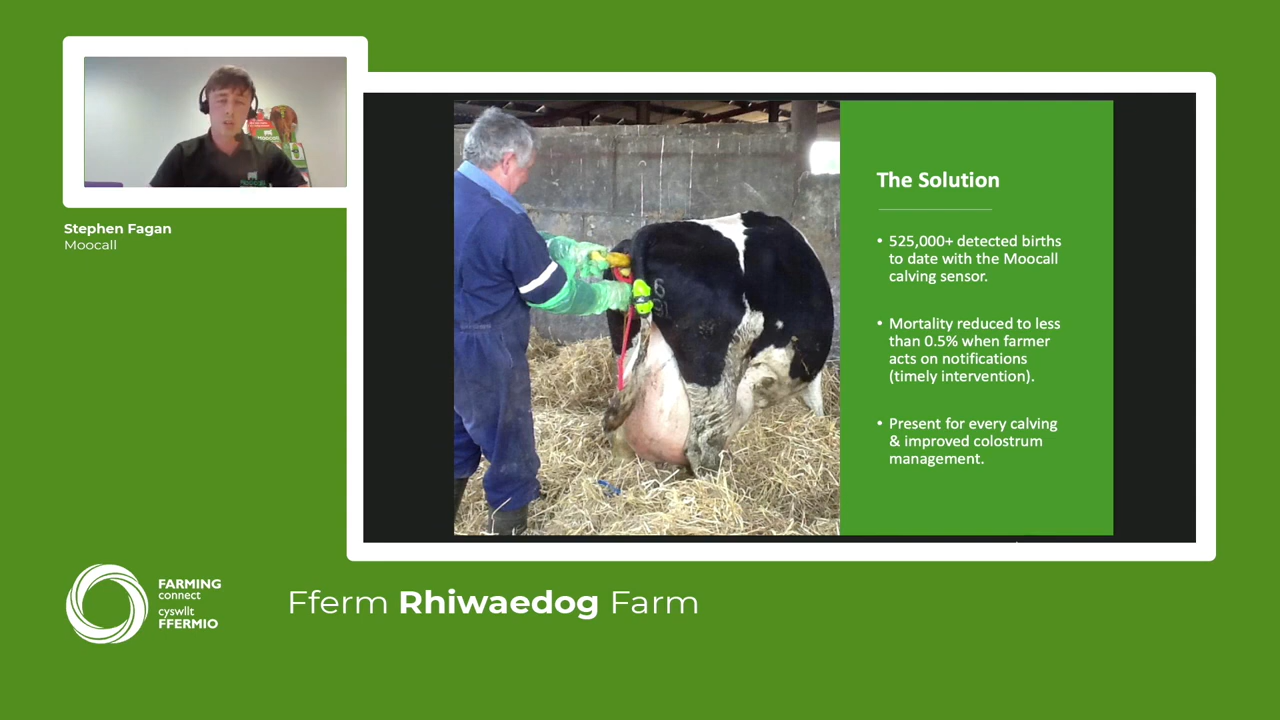 Stephen Fagan
Moocall
The Solution
• 525,000+ detected births
to date with the Moocall
calving sensor.
• Mortality reduced to less
than 0.5% when farmer
acts on notifications
(timely intervention).
• Present for every calving
& improved colostrum
management.
FARMING
connect
cyswllt
FFERMIO
Fferm Rhiwaedog Farm